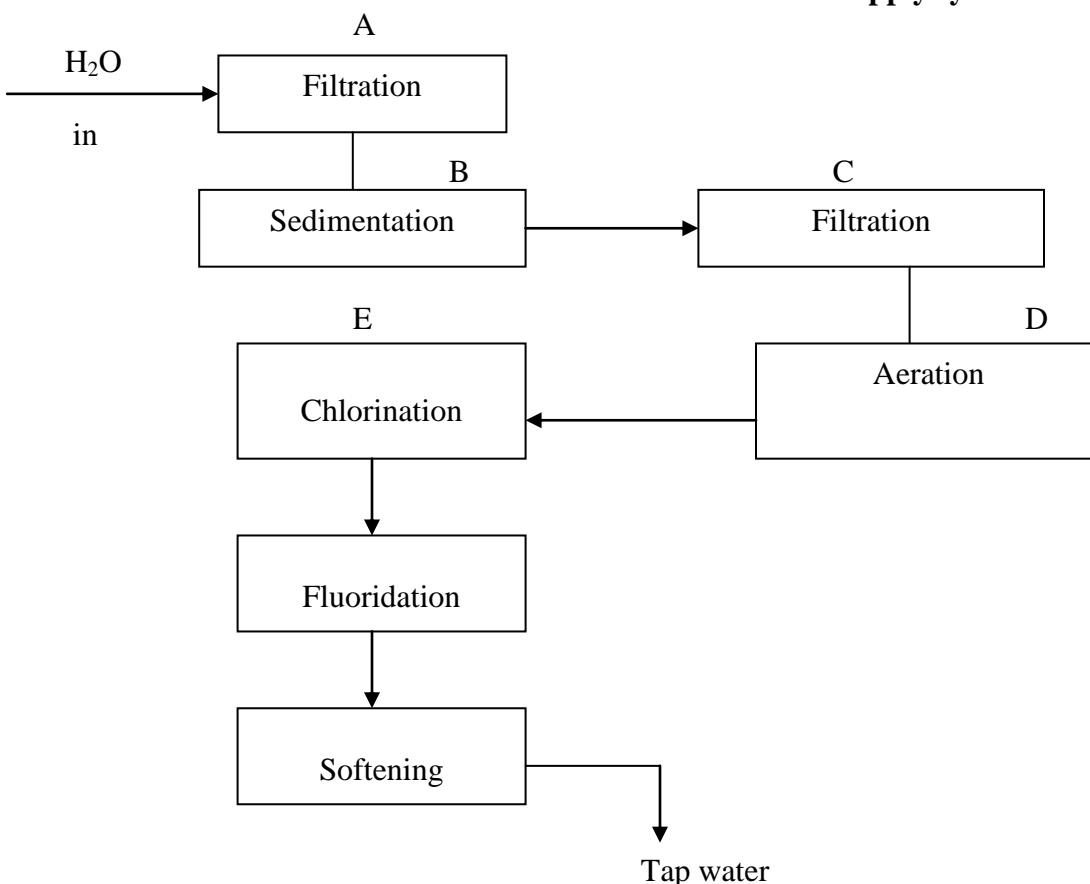 A
H₂O
Filtration
in
B
C
Sedimentation
Filtration
E
D
Aeration
Chlorination
Fluoridation
Softening
Tap water